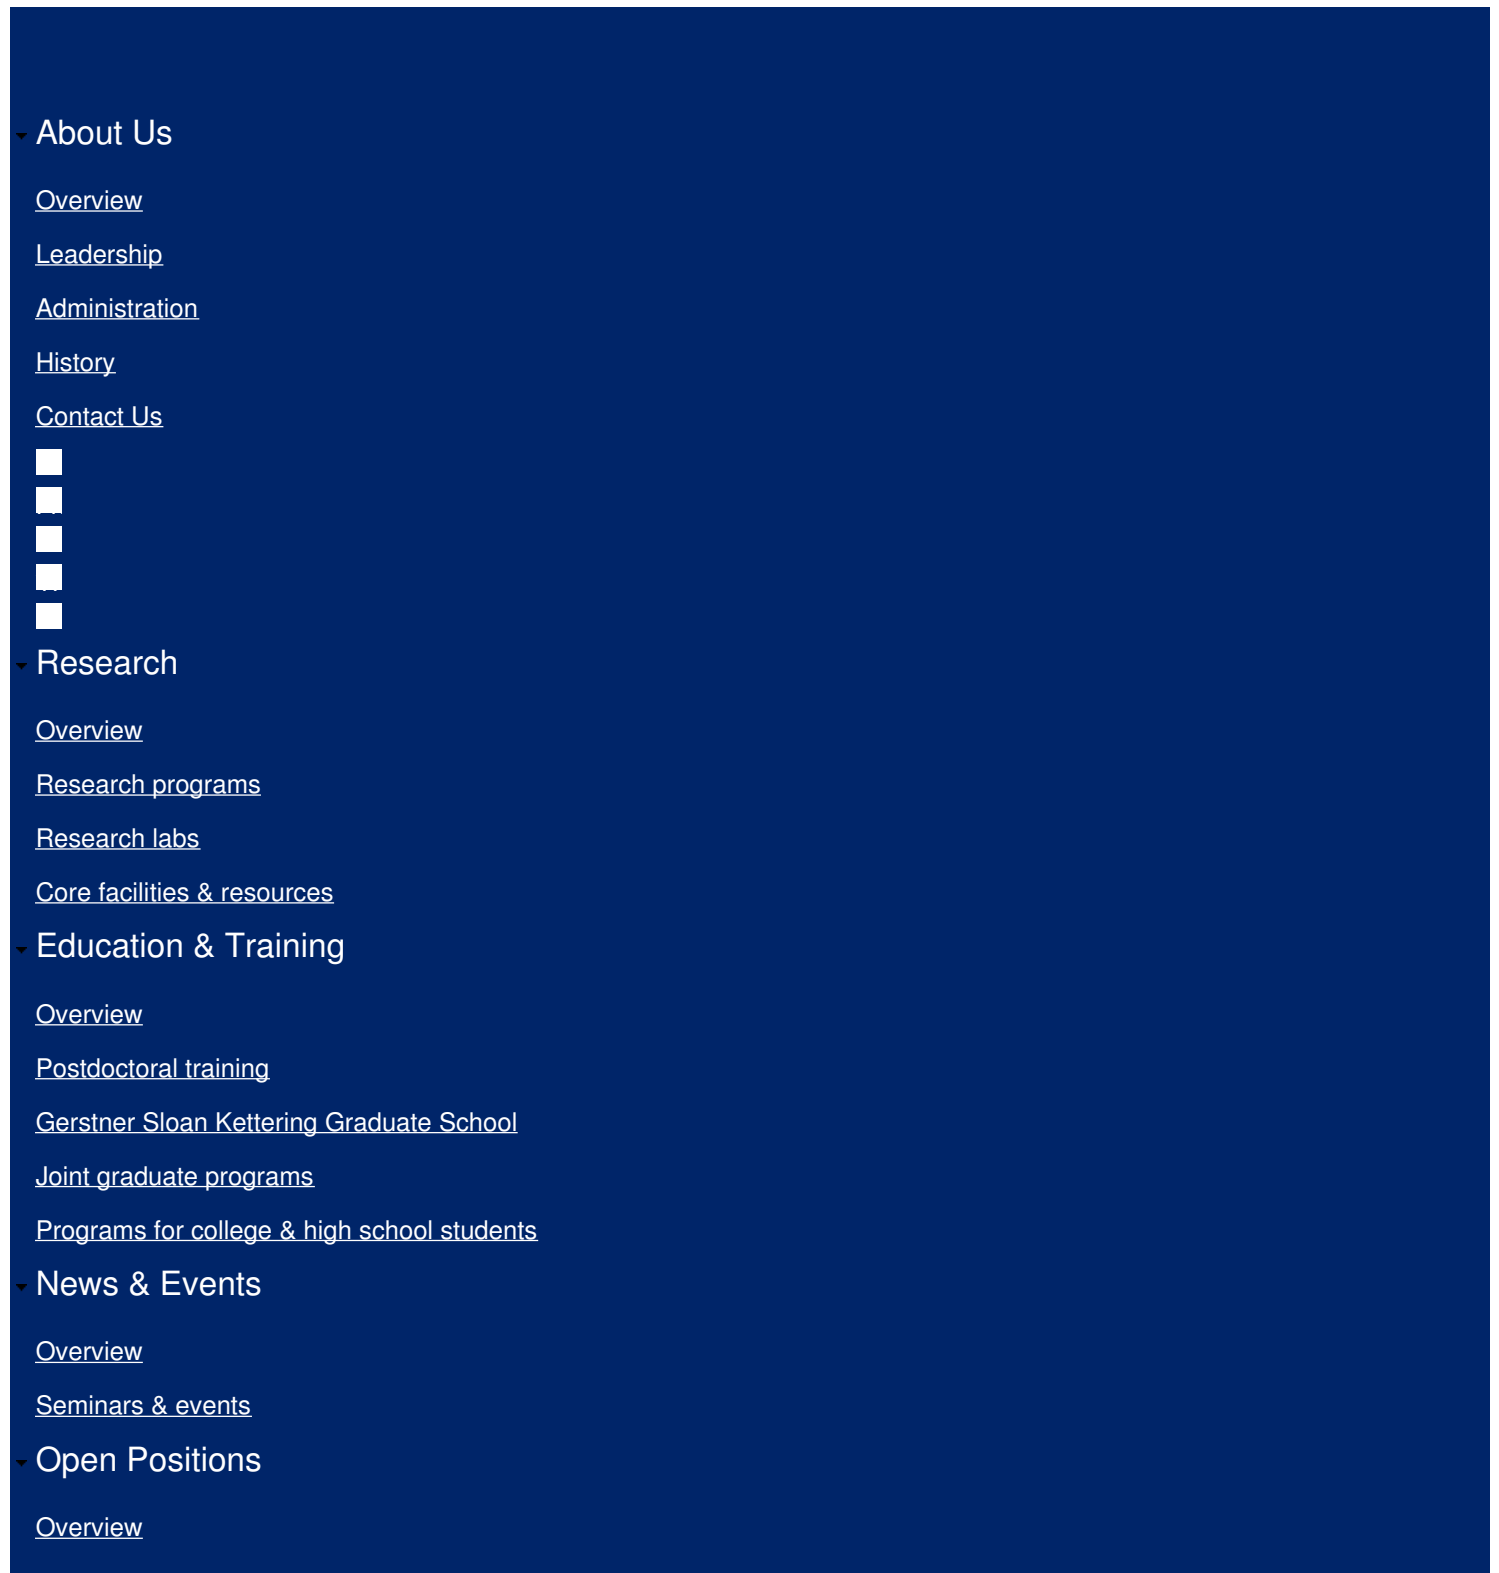 About Us
Overview
Leadership
Administration
History
Contact Us
Research
Overview
Research programs
Research labs
Core facilities & resources
Education & Training
Overview
Postdoctoral training
Gerstner Sloan Kettering Graduate School
Joint graduate programs
Programs for college & high school students
News & Events
Overview
Seminars & events
Open Positions
Overview